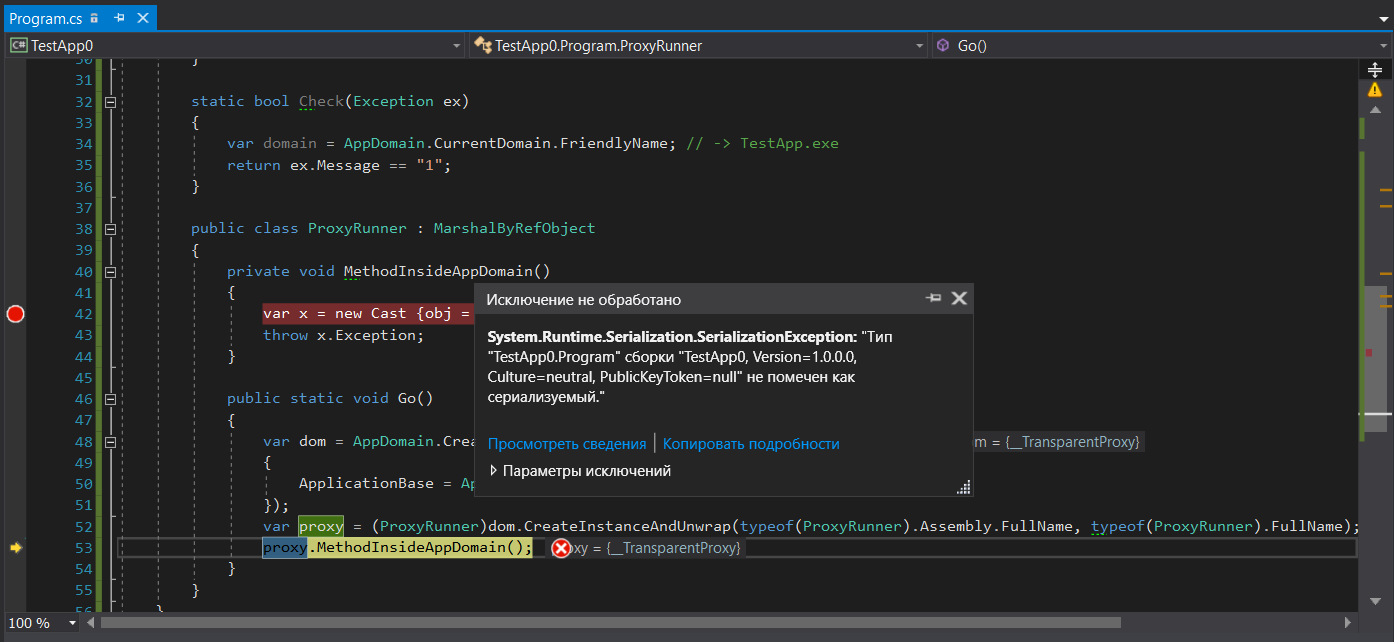 Program.cs
TestApp0 TestApp0.Program.ProxyRunner Go()
30 }
31
32 static bool Check(Exception ex)
33 {
34 var domain = AppDomain.CurrentDomain.FriendlyName; // -> TestApp.exe
35 return ex.Message == "1";
36 }
37
38 public class ProxyRunner : MarshalByRefObject
39 {
40 private void MethodInsideAppDomain()
41 {
42 var x = new Cast {obj =
43 throw x.Exception;
44 }
45
46 public static void Go()
47 {
48 var dom = AppDomain.Crea
49 {
50 ApplicationBase = Ap
51 });
52 var proxy = (ProxyRunner)dom.CreateInstanceAndUnwrap(typeof(ProxyRunner).Assembly.FullName, typeof(ProxyRunner).FullName);
53 proxy.MethodInsideAppDomain();
54 }
55 }
56 }
Исключение не обработано
System.Runtime.Serialization.SerializationException: "Тип
"TestApp0.Program" сборки "TestApp0, Version=1.0.0.0,
Culture=neutral, PublicKeyToken=null" не помечен как
сериализуемый."
Просмотреть сведения | Копировать подробности
Параметры исключений
m = {__TransparentProxy}
xy = {__TransparentProxy}
100 %